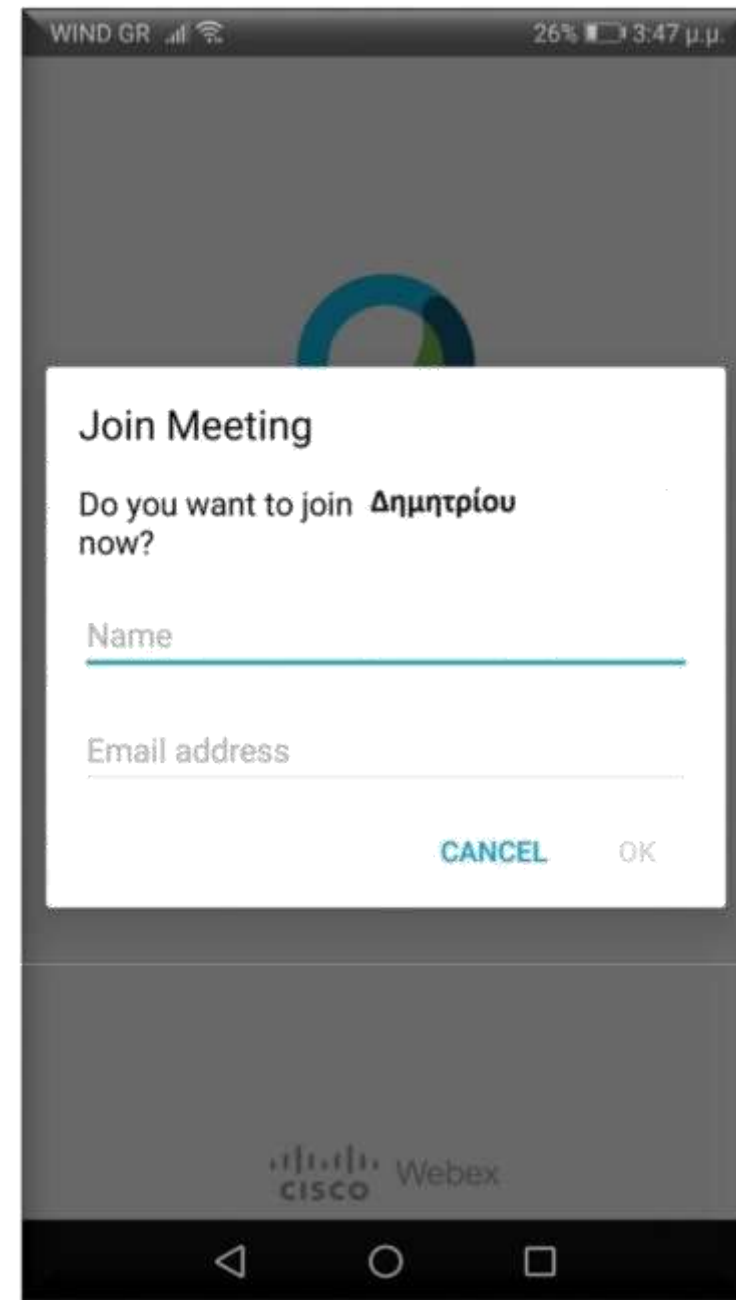 WIND GR 26% 3:47 μ.μ.
Join Meeting
Do you want to join Δημητρίου
now?
Name
Email address
CANCEL OK
CISCO Webex